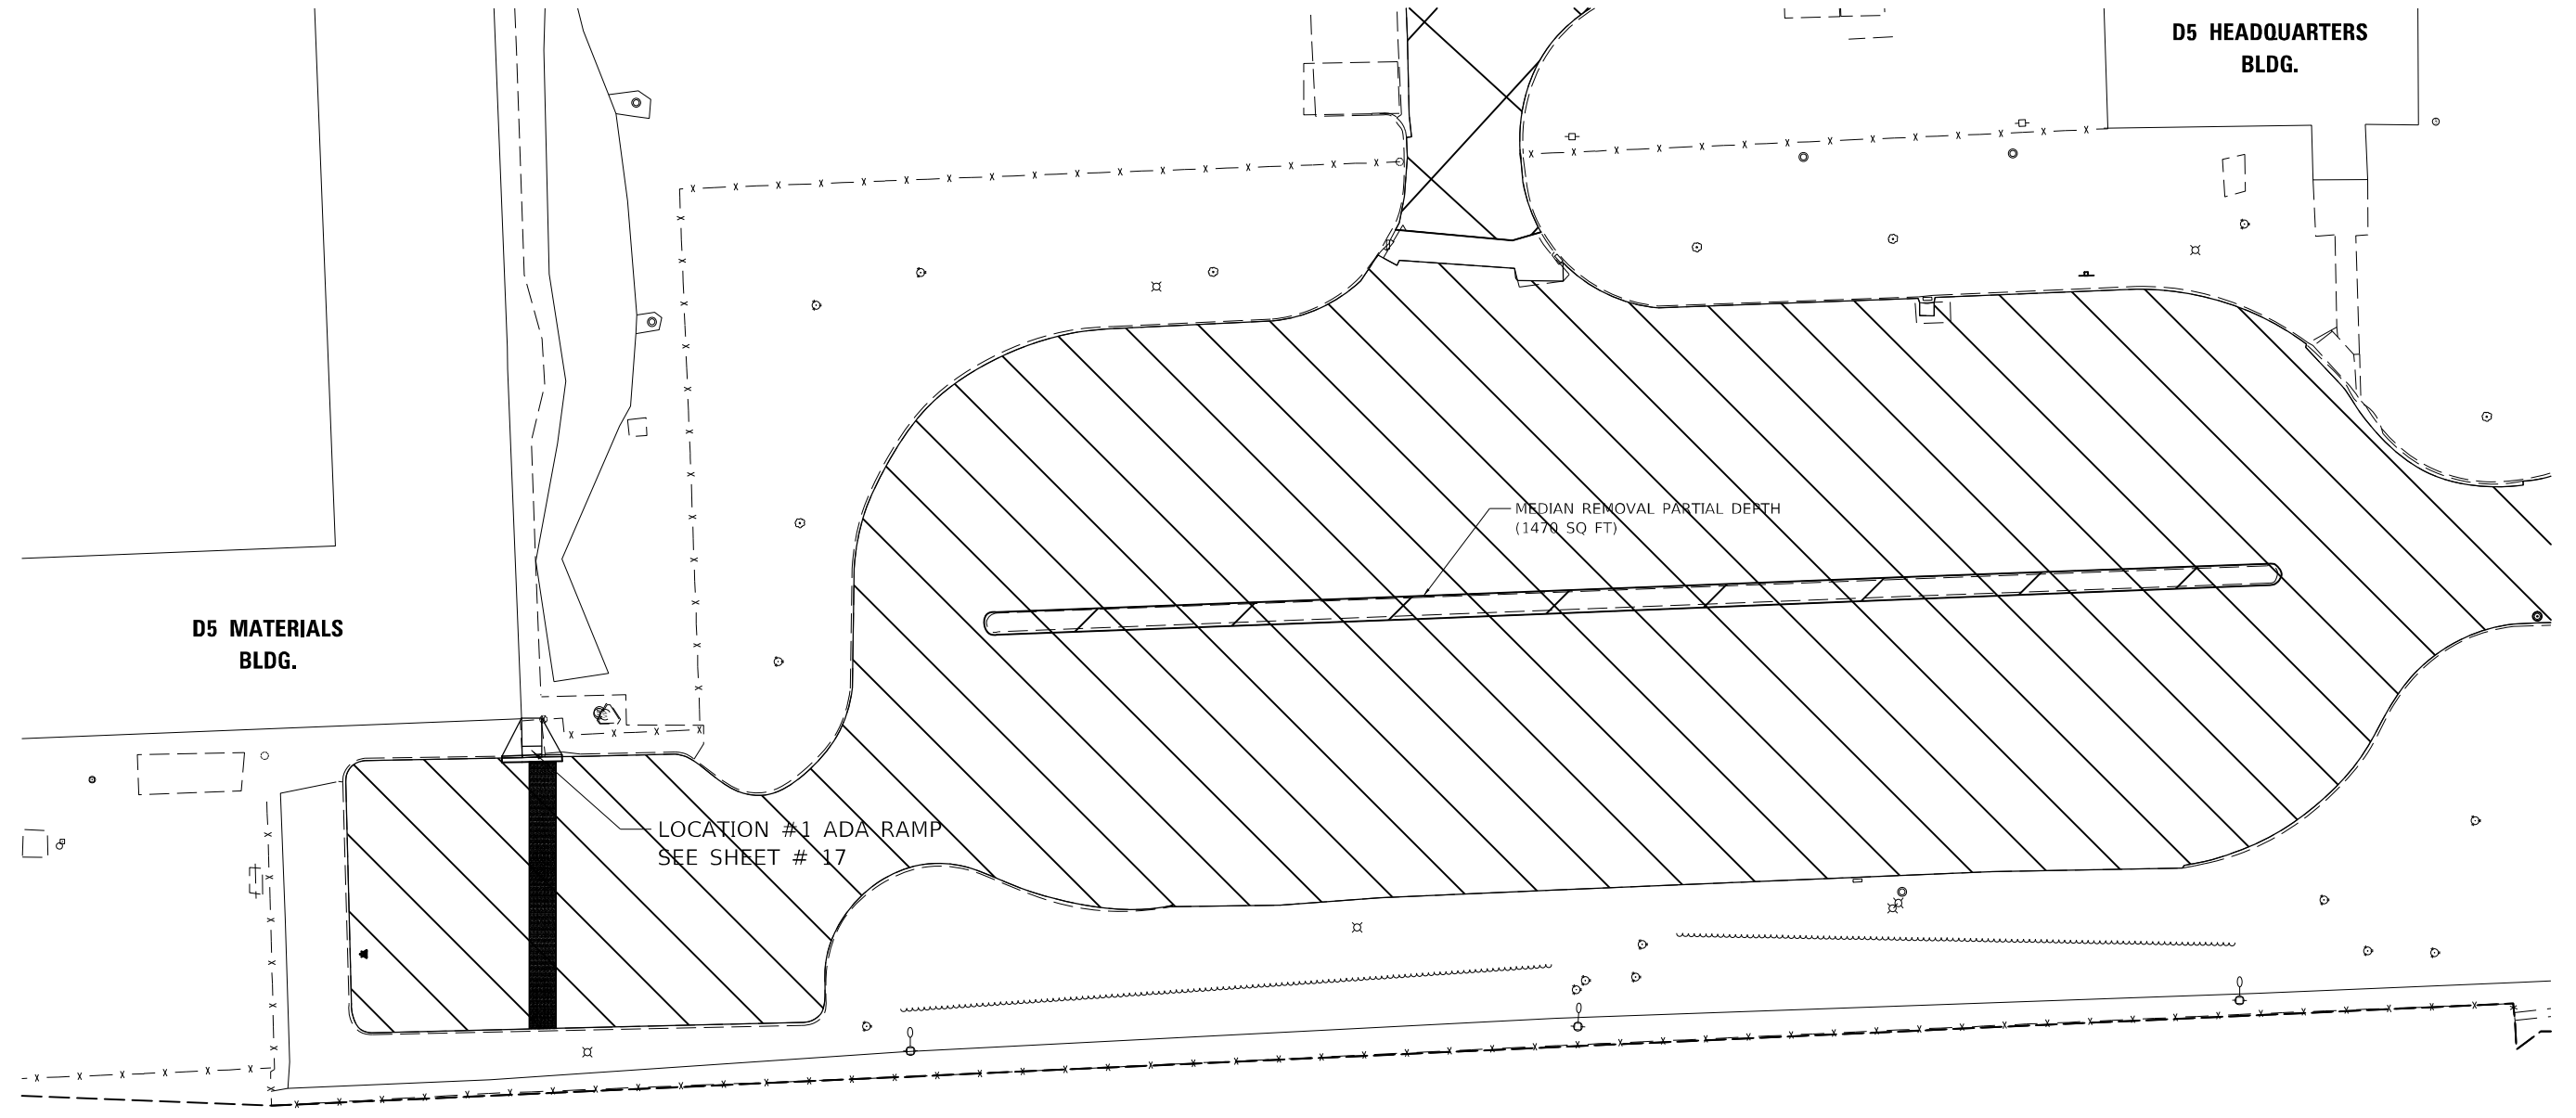 D5 HEADQUARTERS
BLDG.
MEDIAN REMOVAL PARTIAL DEPTH
(1470 SQ FT)
D5 MATERIALS
BLDG.
LOCATION #1 ADA RAMP
SEE SHEET # 17